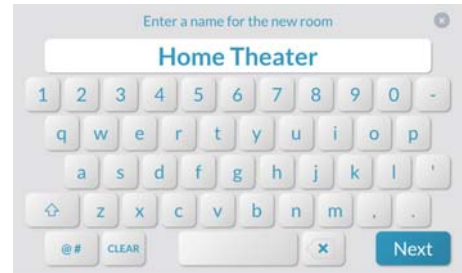 Enter a name for the new room
Home Theater
1 2 3 4 5 6 7 8 9 0 -
q w e r t y u i o p
a s d f g h j k l '
z x c v b n m , .
@ # CLEAR Next